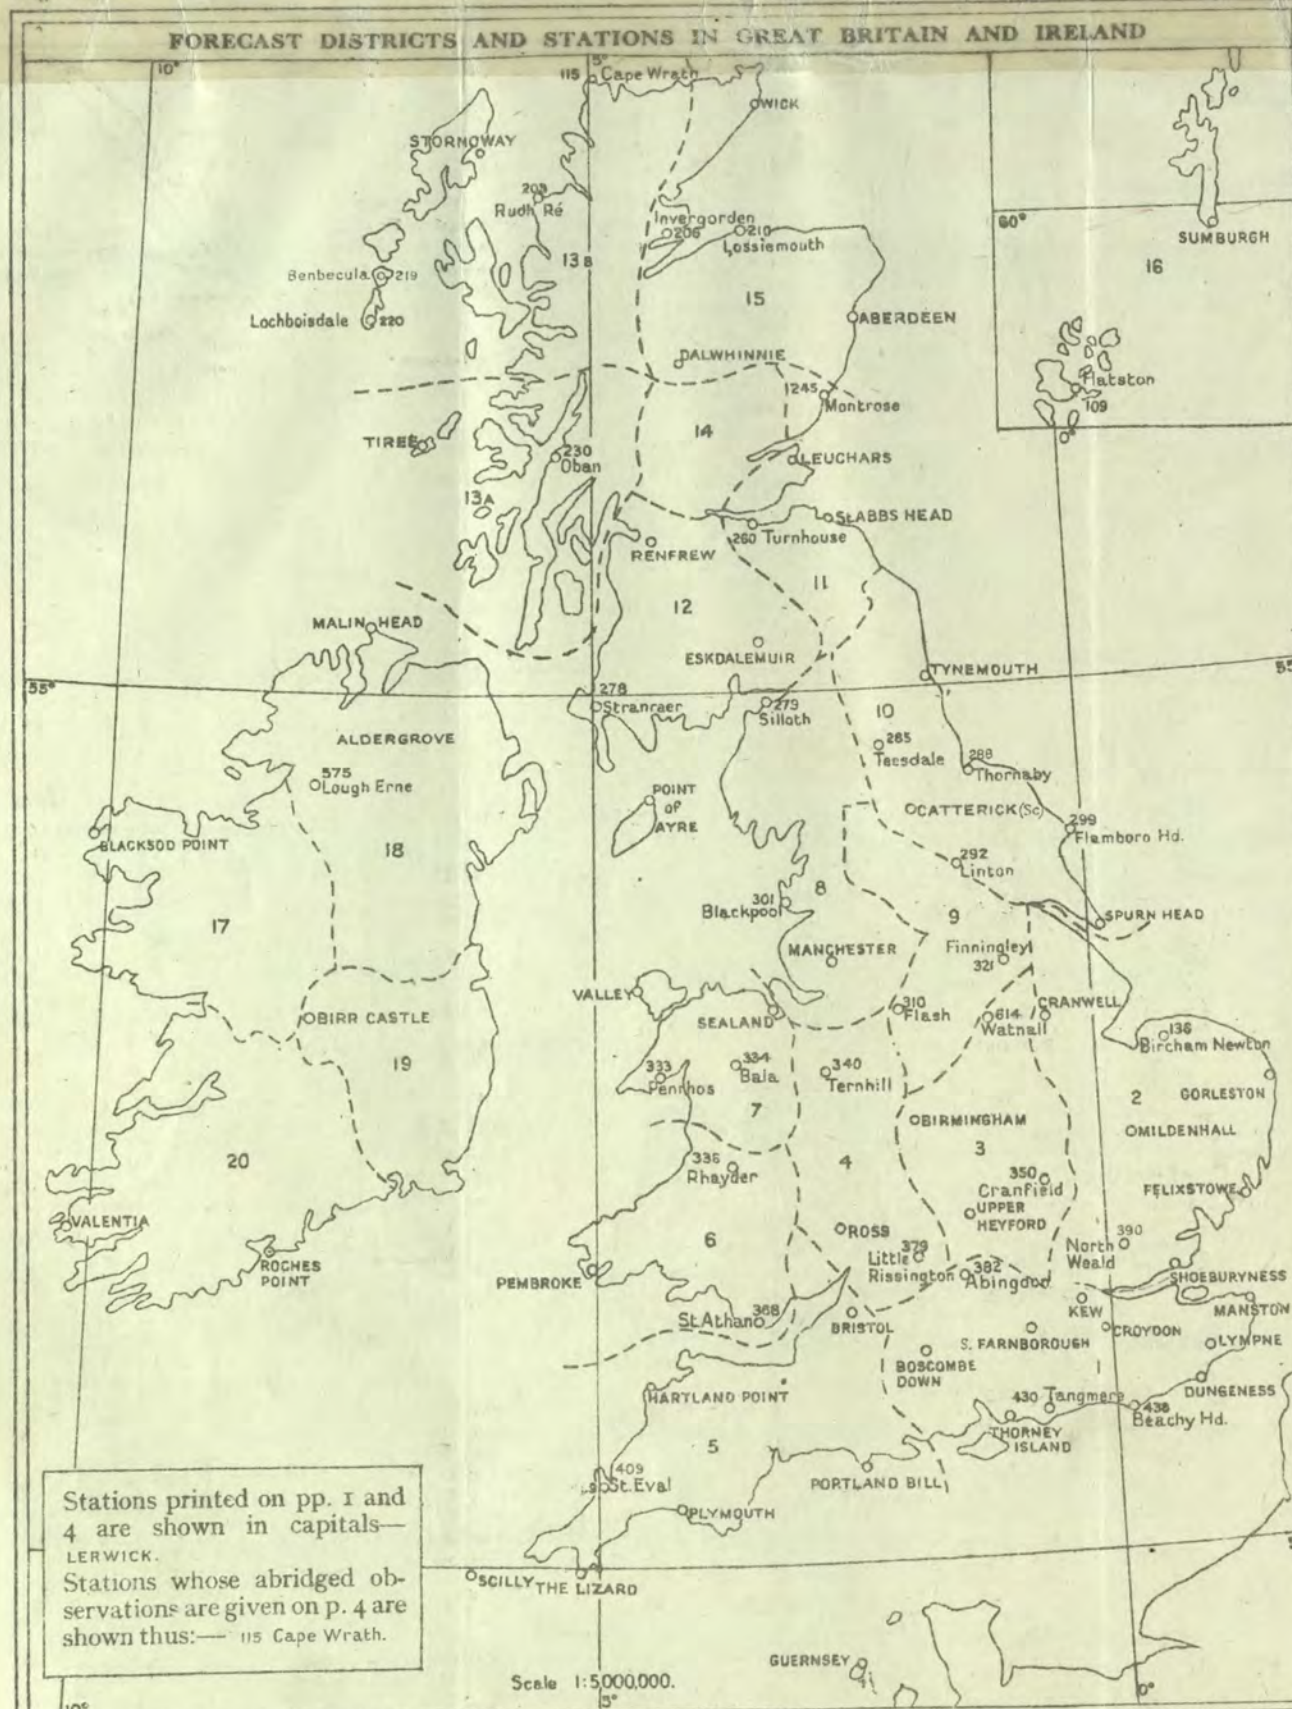 FORECAST DISTRICTS AND STATIONS IN GREAT BRITAIN AND IRELAND
10°
5°
115 Cape Wrath
WICK
STORNOWAY
Rudh Ré
Invergorden
206
210
Lossiemouth
60°
SUMBURGH
16
13B
Benbecula 219
Lochboisdale 220
15
ABERDEEN
DALWHINNIE
Hatston
109
0°
245
Montrose
14
TIREE
230
Oban
LEUCHARS
13A
St. ABBS HEAD
260 Turnhouse
RENFREW
11
12
MALIN HEAD
ESKDALEMUIR
TYNEMOUTH
55°
55
278
Stranraer
279
Silloth
10
ALDERGROVE
285
Teesdale
575
Lough Erne
288
Thornaby
POINT
of
AYRE
CATTERICK (Sc)
299
Flamboro Hd.
BLACKSOD POINT
18
292
Linton
8
301
Blackpool
17
9
SPURN HEAD
MANCHESTER
Finningley
321
VALLEY
SEALAND
310
Flash
614
Watnall
CRANWELL
BIRR CASTLE
136
Bircham Newton
19
333
Penrhos
334
Bala
340
Ternhill
7
2
GORLESTON
BIRMINGHAM
MILDENHALL
20
336
Rhayder
4
3
350
Cranfield
FELIXSTOWE
UPPER
HEYFORD
VALENTIA
ROSS
6
ROCHES
POINT
379
Little
Rissington
382
Abingdod
390
North
Weald
PEMBROKE
SHOEBURYNESS
KEW
MANSTON
St. Athan 368
BRISTOL
S. FARNBOROUGH
CROYDON
LYMPNE
BOSCOMBE
DOWN
HARTLAND POINT
430 Tangmere
DUNGENESS
438
Beachy Hd.
THORNEY
ISLAND
5
409
St. Eval
PORTLAND BILL
PLYMOUTH
Stations printed on pp. 1 and
4 are shown in capitals—
LERWICK.
Stations whose abridged ob-
servations are given on p. 4 are
shown thus:— 115 Cape Wrath.
SCILLY
THE LIZARD
GUERNSEY
Scale 1:5,000,000.
10°
5°
0°